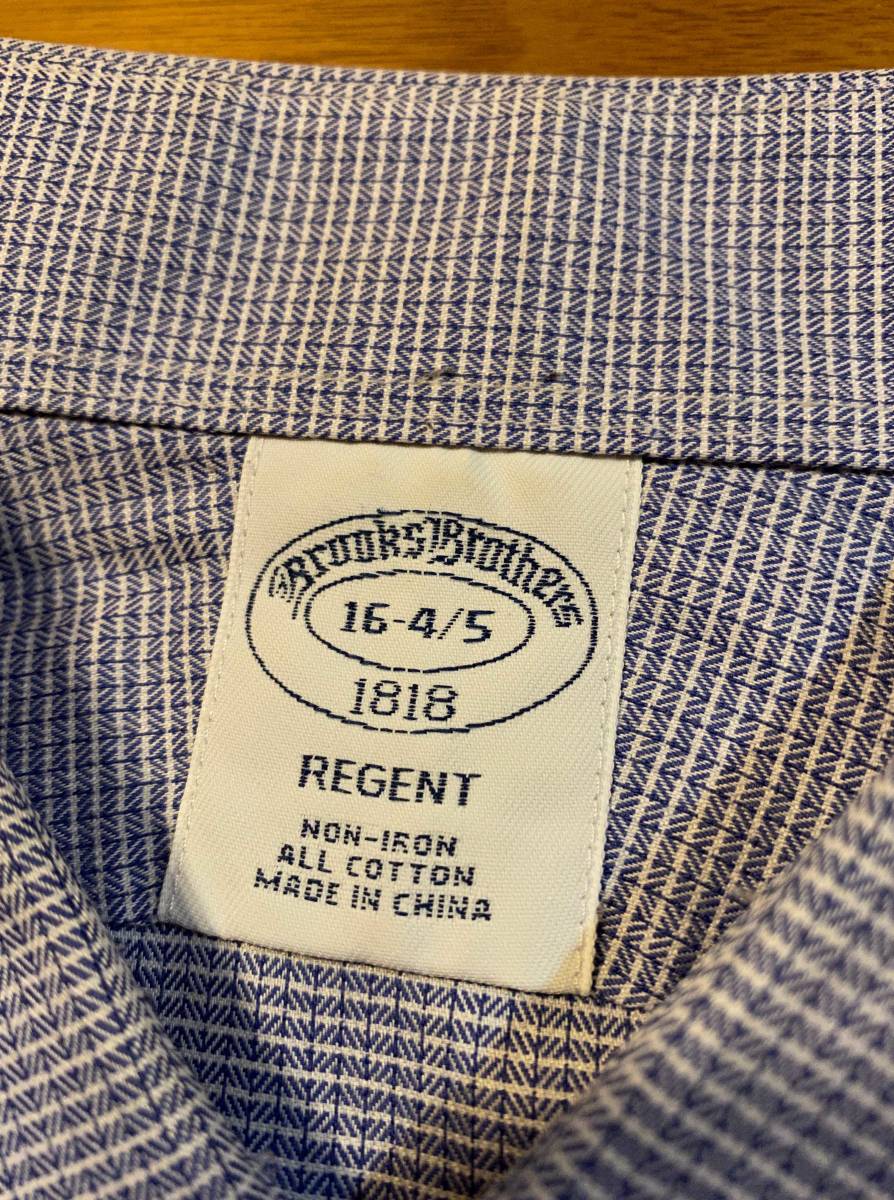 Brooks Brothers
16-4/5
1818
REGENT
NON-IRON
ALL COTTON
MADE IN CHINA